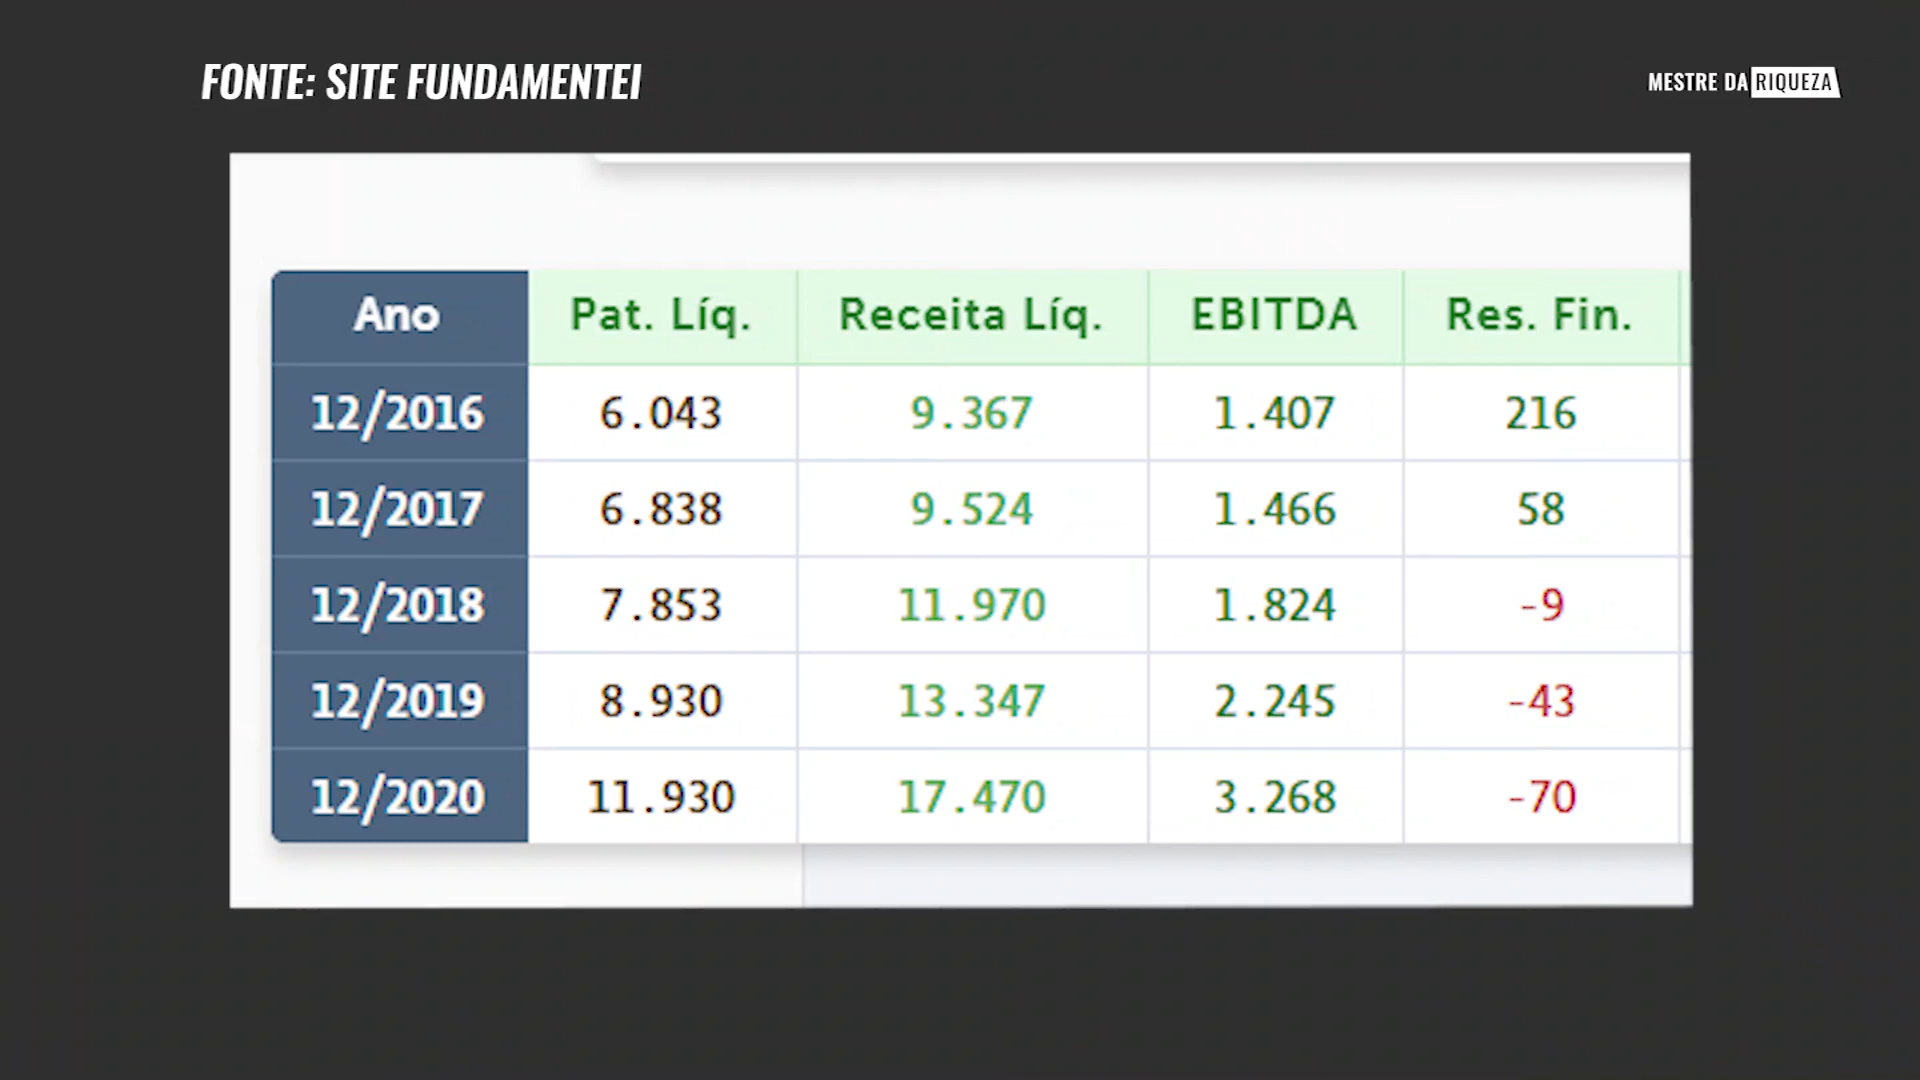 FONTE: SITE FUNDAMENTEI
MESTRE DA RIQUEZA
Ano Pat. Líq. Receita Líq. EBITDA Res. Fin.
12/2016 6.043 9.367 1.407 216
12/2017 6.838 9.524 1.466 58
12/2018 7.853 11.970 1.824 -9
12/2019 8.930 13.347 2.245 -43
12/2020 11.930 17.470 3.268 -70